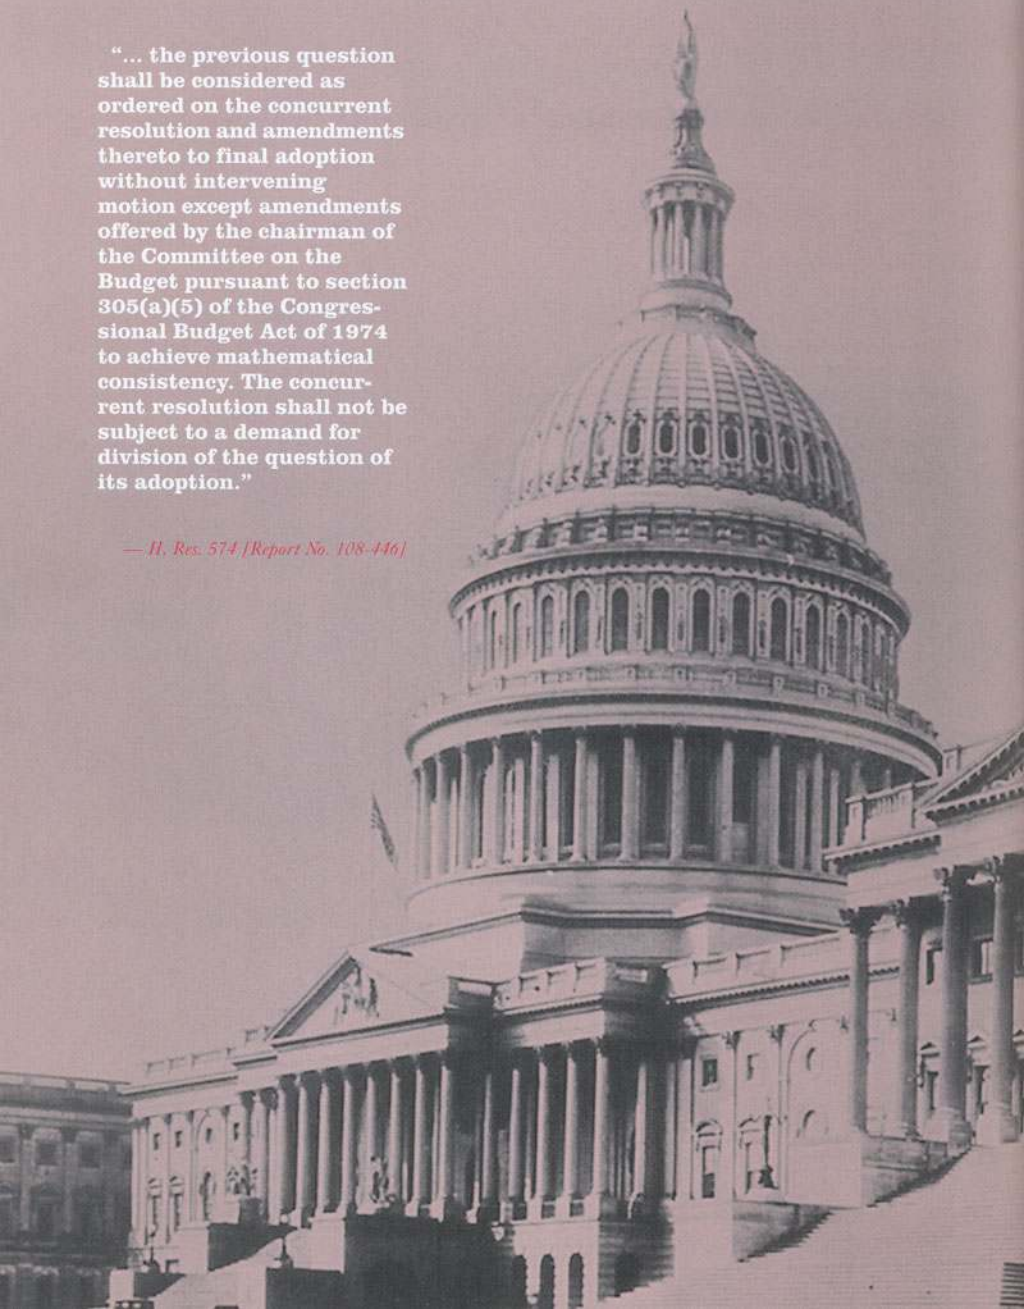 “... the previous question
shall be considered as
ordered on the concurrent
resolution and amendments
thereto to final adoption
without intervening
motion except amendments
offered by the chairman of
the Committee on the
Budget pursuant to section
305(a)(5) of the Congres-
sional Budget Act of 1974
to achieve mathematical
consistency. The concur-
rent resolution shall not be
subject to a demand for
division of the question of
its adoption.”
— H. Res. 574 [Report No. 108-446]